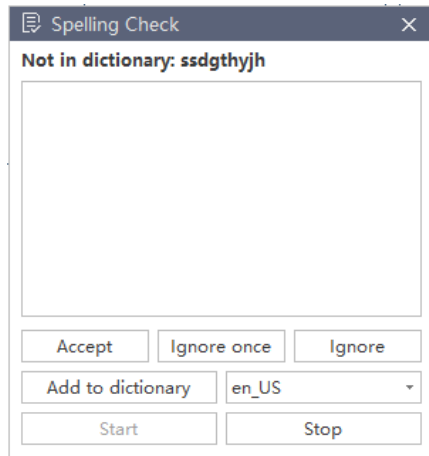 Spelling Check
Not in dictionary: ssdgthyjh
Accept Ignore once Ignore
Add to dictionary en_US
Start Stop